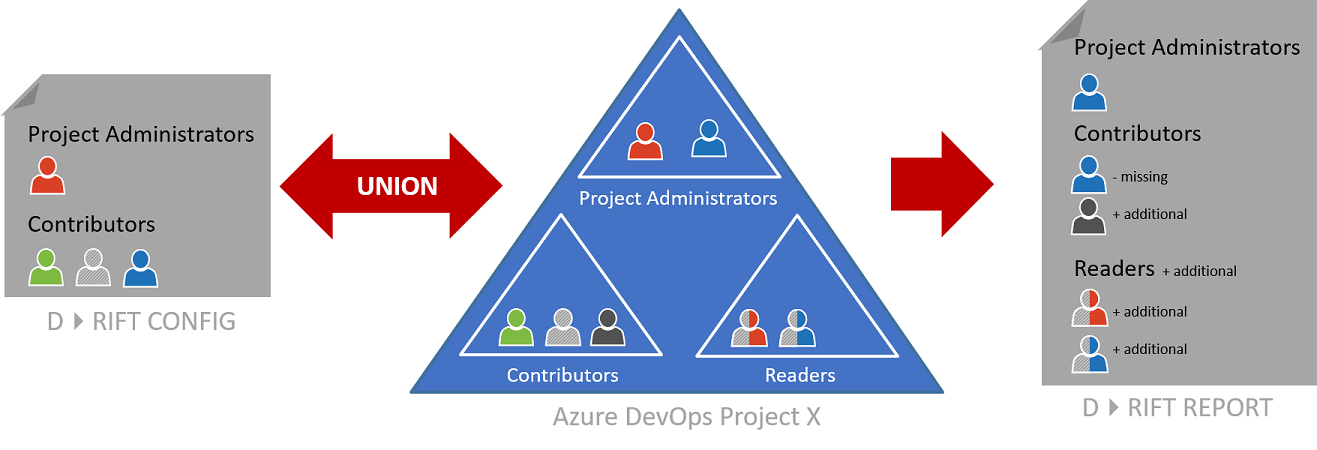 Project Administrators
Contributors
D ▶ RIFT CONFIG
UNION
Project Administrators
Contributors
Readers
Azure DevOps Project X
Project Administrators
Contributors
- missing
+ additional
Readers + additional
+ additional
+ additional
D ▶ RIFT REPORT